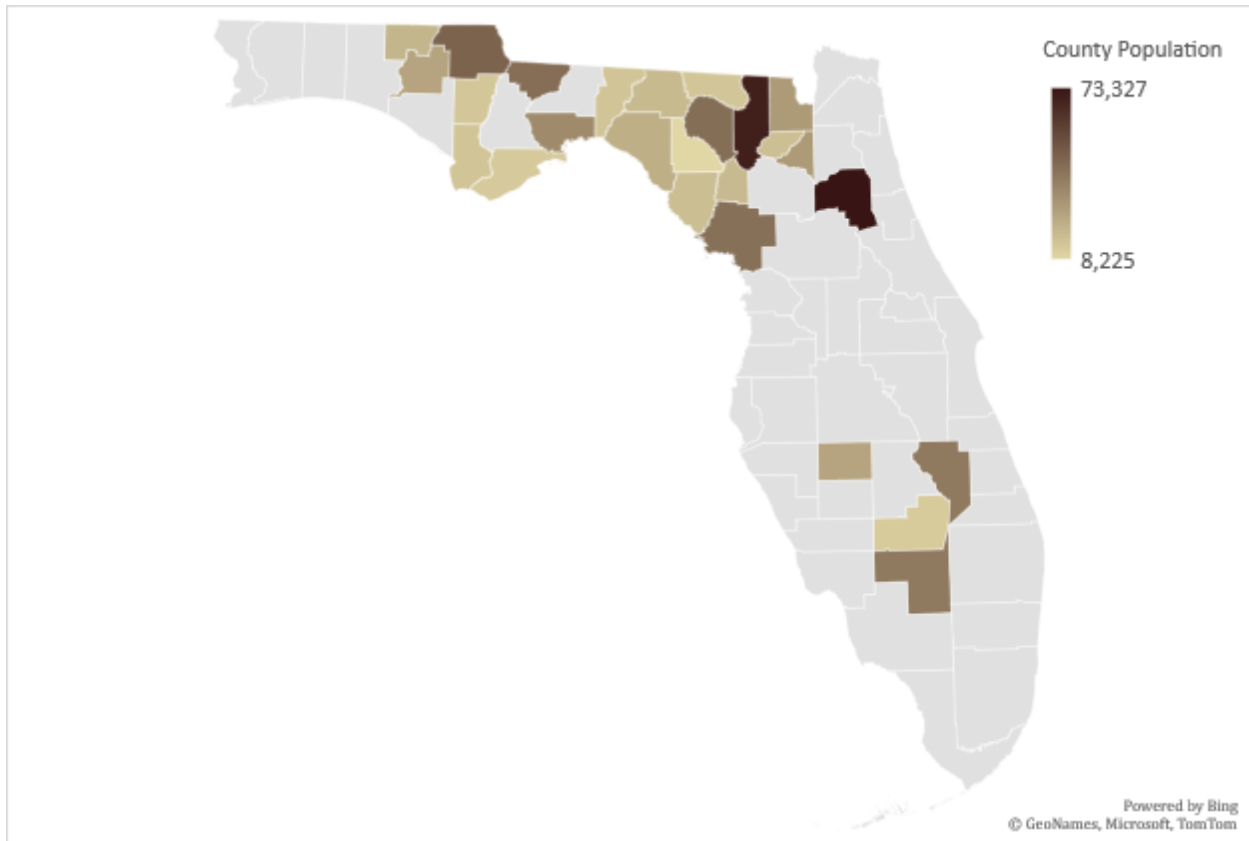 County Population
73,327
8,225
Powered by Bing
© GeoNames, Microsoft, TomTom